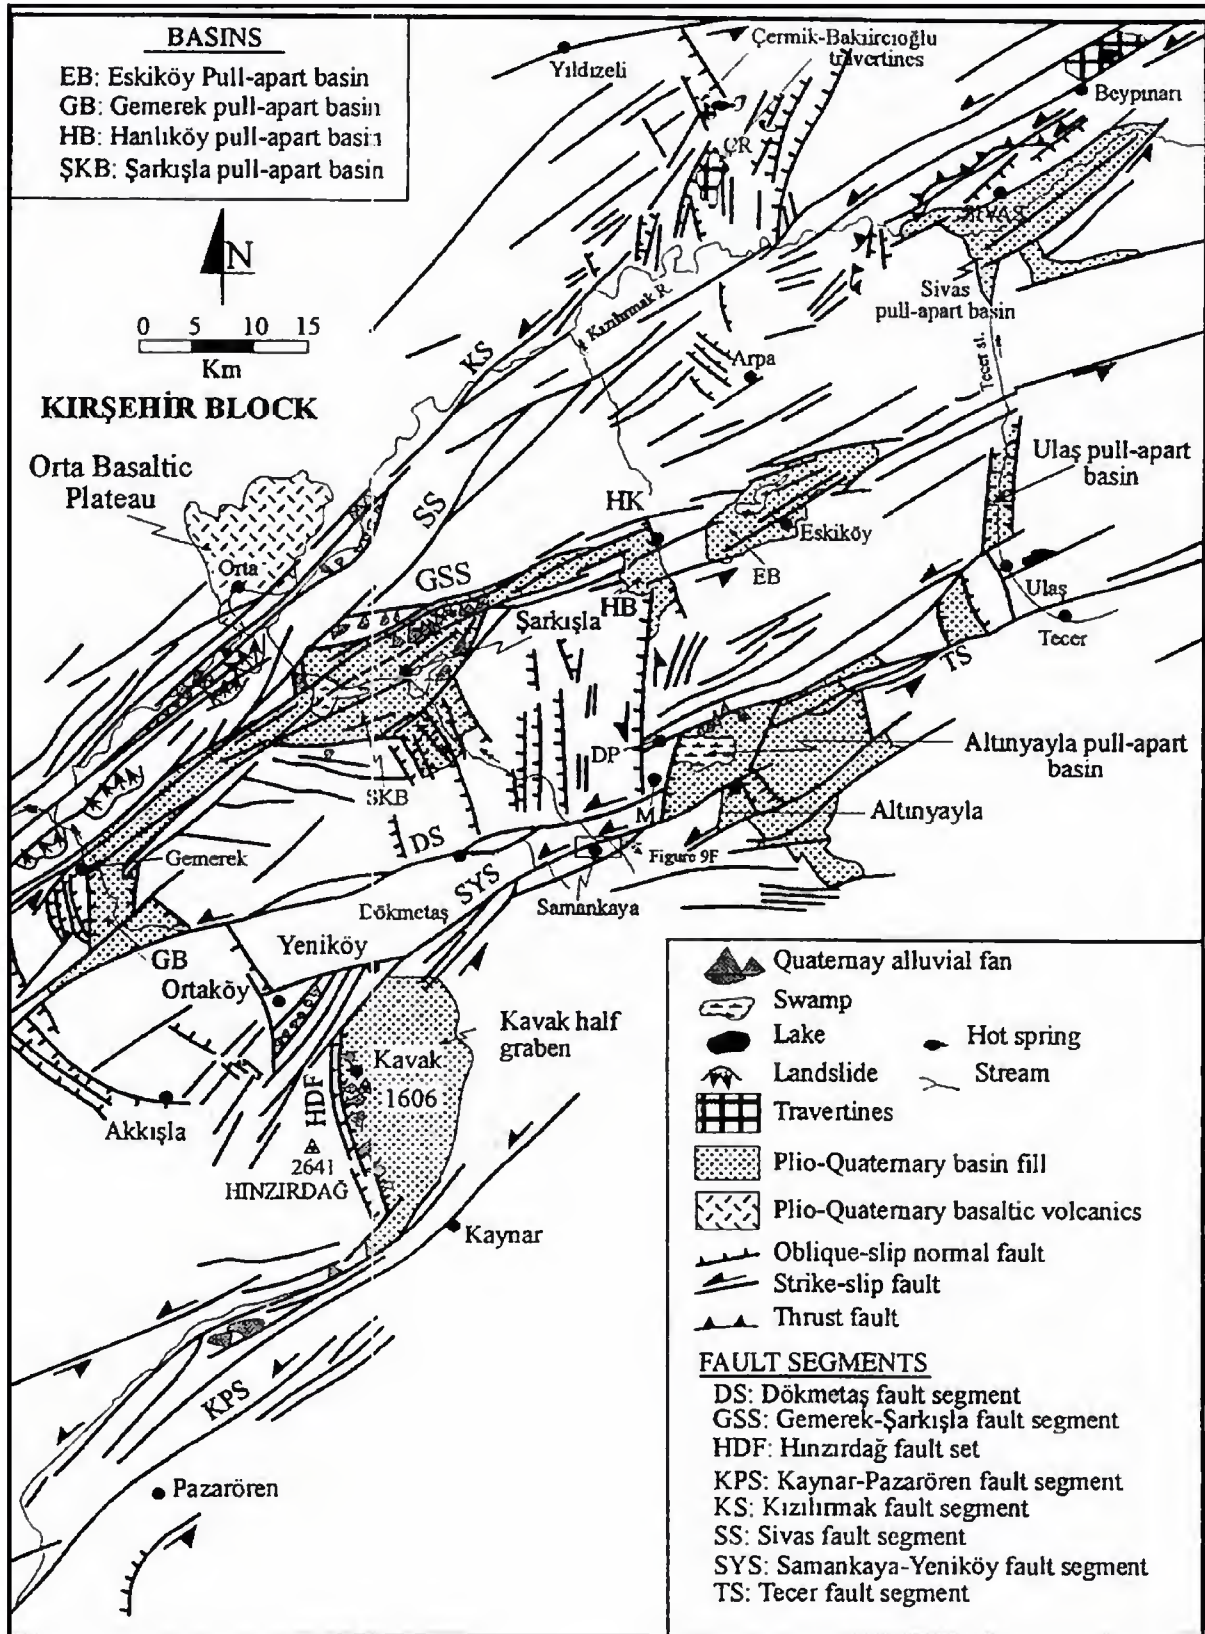 BASINS
EB: Eskiköy Pull-apart basin
GB: Gemerek pull-apart basin
HB: Hanlıköy pull-apart basin
ŞKB: Şarkışla pull-apart basin
N
0 5 10 15
Km
KIRŞEHİR BLOCK
Orta Basaltic
Plateau
Orta
Yıldızeli
Çermik-Bakıircıoğlu
travertines
ÇR
Beypınarı
SIVAS
Sivas
pull-apart basin
Kızılırmak R.
KS
Arpa
Tecer sl.
SS
HK
Ulaş pull-apart
basin
Eskiköy
EB
GSS
HB
Şarkışla
Ulaş
Tecer
TS
DP
Altınyayla pull-apart
basin
SKB
M
Altınyayla
DS
Figure 9F
Gemerek
SYS
Samankaya
Dökmetaş
Yeniköy
GB
Ortaköy
Kavak half
graben
Kavak
1606
HDF
Akkışla
2641
HINZIRDAĞ
Kaynar
KPS
Pazarören
Quaternay alluvial fan
Swamp
Lake
Hot spring
Landslide
Stream
Travertines
Plio-Quaternary basin fill
Plio-Quaternary basaltic volcanics
Oblique-slip normal fault
Strike-slip fault
Thrust fault
FAULT SEGMENTS
DS: Dökmetaş fault segment
GSS: Gemerek-Şarkışla fault segment
HDF: Hınzırdağ fault set
KPS: Kaynar-Pazarören fault segment
KS: Kızılırmak fault segment
SS: Sivas fault segment
SYS: Samankaya-Yeniköy fault segment
TS: Tecer fault segment